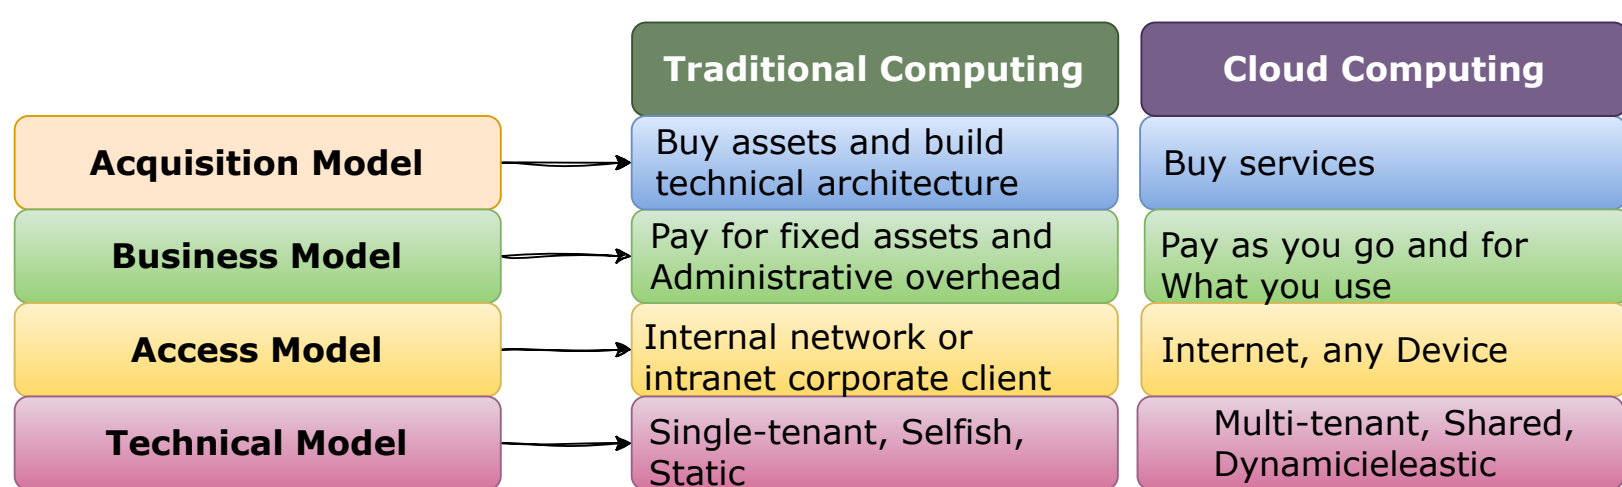 Traditional Computing
Cloud Computing
Acquisition Model
Buy assets and build
technical architecture
Buy services
Business Model
Pay for fixed assets and
Administrative overhead
Pay as you go and for
What you use
Access Model
Internal network or
intranet corporate client
Internet, any Device
Technical Model
Single-tenant, Selfish,
Static
Multi-tenant, Shared,
Dynamicieleastic